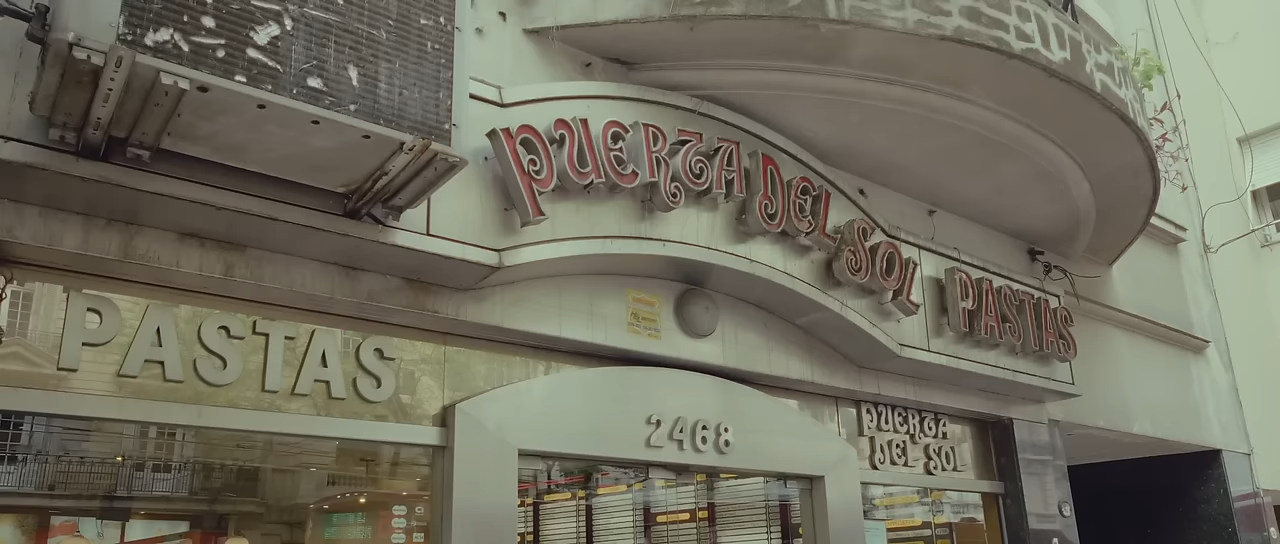 PUERTA DEL SOL PASTAS
PASTAS
2468
PUERTA
DEL SOL